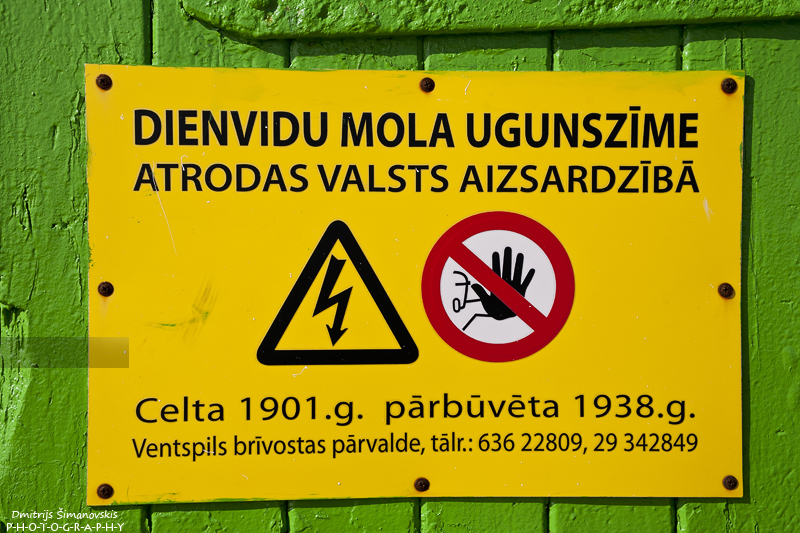 DIENVIDU MOLA UGUNSZĪME
ATRODAS VALSTS AIZSARDZĪBĀ
Celta 1901.g. pārbūvēta 1938.g.
Ventspils brīvostas pārvalde, tālr.: 636 22809, 29 342849
Dmitrijs Šimanovskis
P-H-O-T-O-G-R-A-P-H-Y